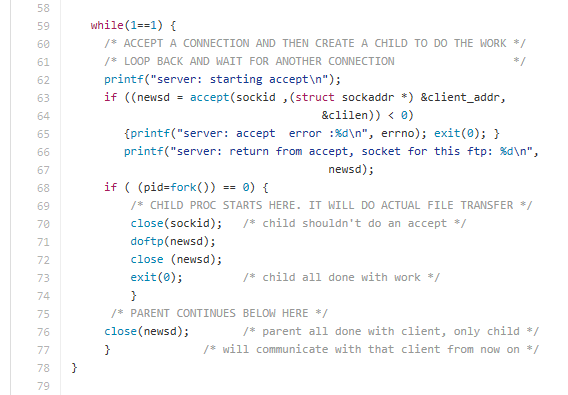 58
59 while(1==1) {
60 /* ACCEPT A CONNECTION AND THEN CREATE A CHILD TO DO THE WORK */
61 /* LOOP BACK AND WAIT FOR ANOTHER CONNECTION */
62 printf("server: starting accept\n");
63 if ((newsd = accept(sockid ,(struct sockaddr *) &client_addr,
64 &clilen)) < 0)
65 {printf("server: accept  error :%d\n", errno); exit(0); }
66 printf("server: return from accept, socket for this ftp: %d\n",
67 newsd);
68 if ( (pid=fork()) == 0) {
69 /* CHILD PROC STARTS HERE. IT WILL DO ACTUAL FILE TRANSFER */
70 close(sockid); /* child shouldn't do an accept */
71 doftp(newsd);
72 close (newsd);
73 exit(0); /* child all done with work */
74 }
75 /* PARENT CONTINUES BELOW HERE */
76 close(newsd); /* parent all done with client, only child */
77 } /* will communicate with that client from now on */
78 }
79